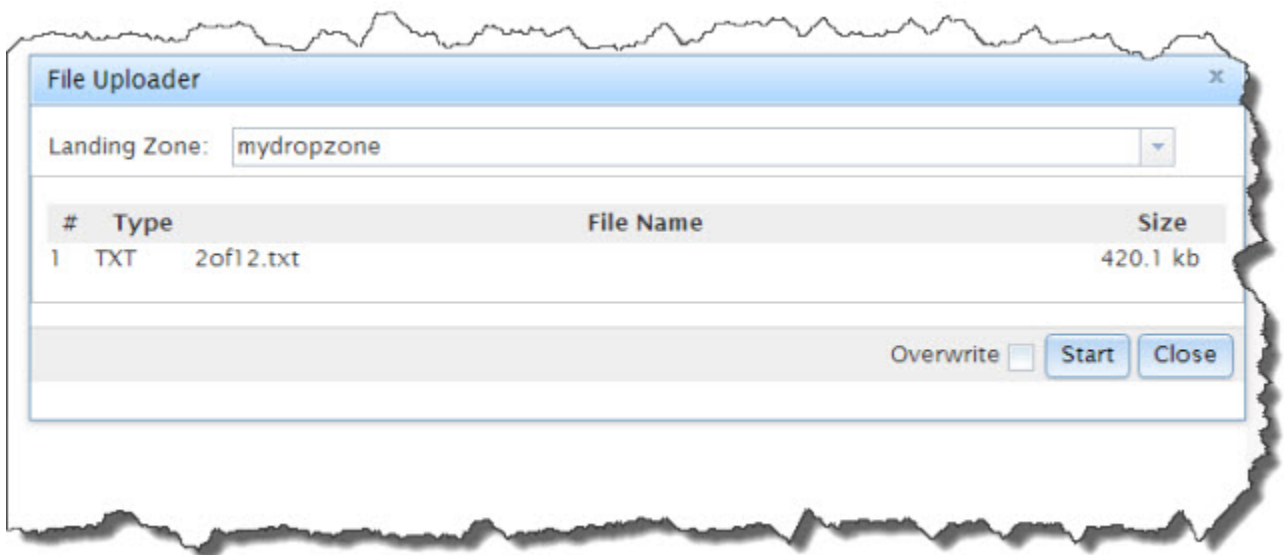 File Uploader x
Landing Zone: mydropzone
# Type File Name Size
1 TXT 2of12.txt 420.1 kb
Overwrite Start Close